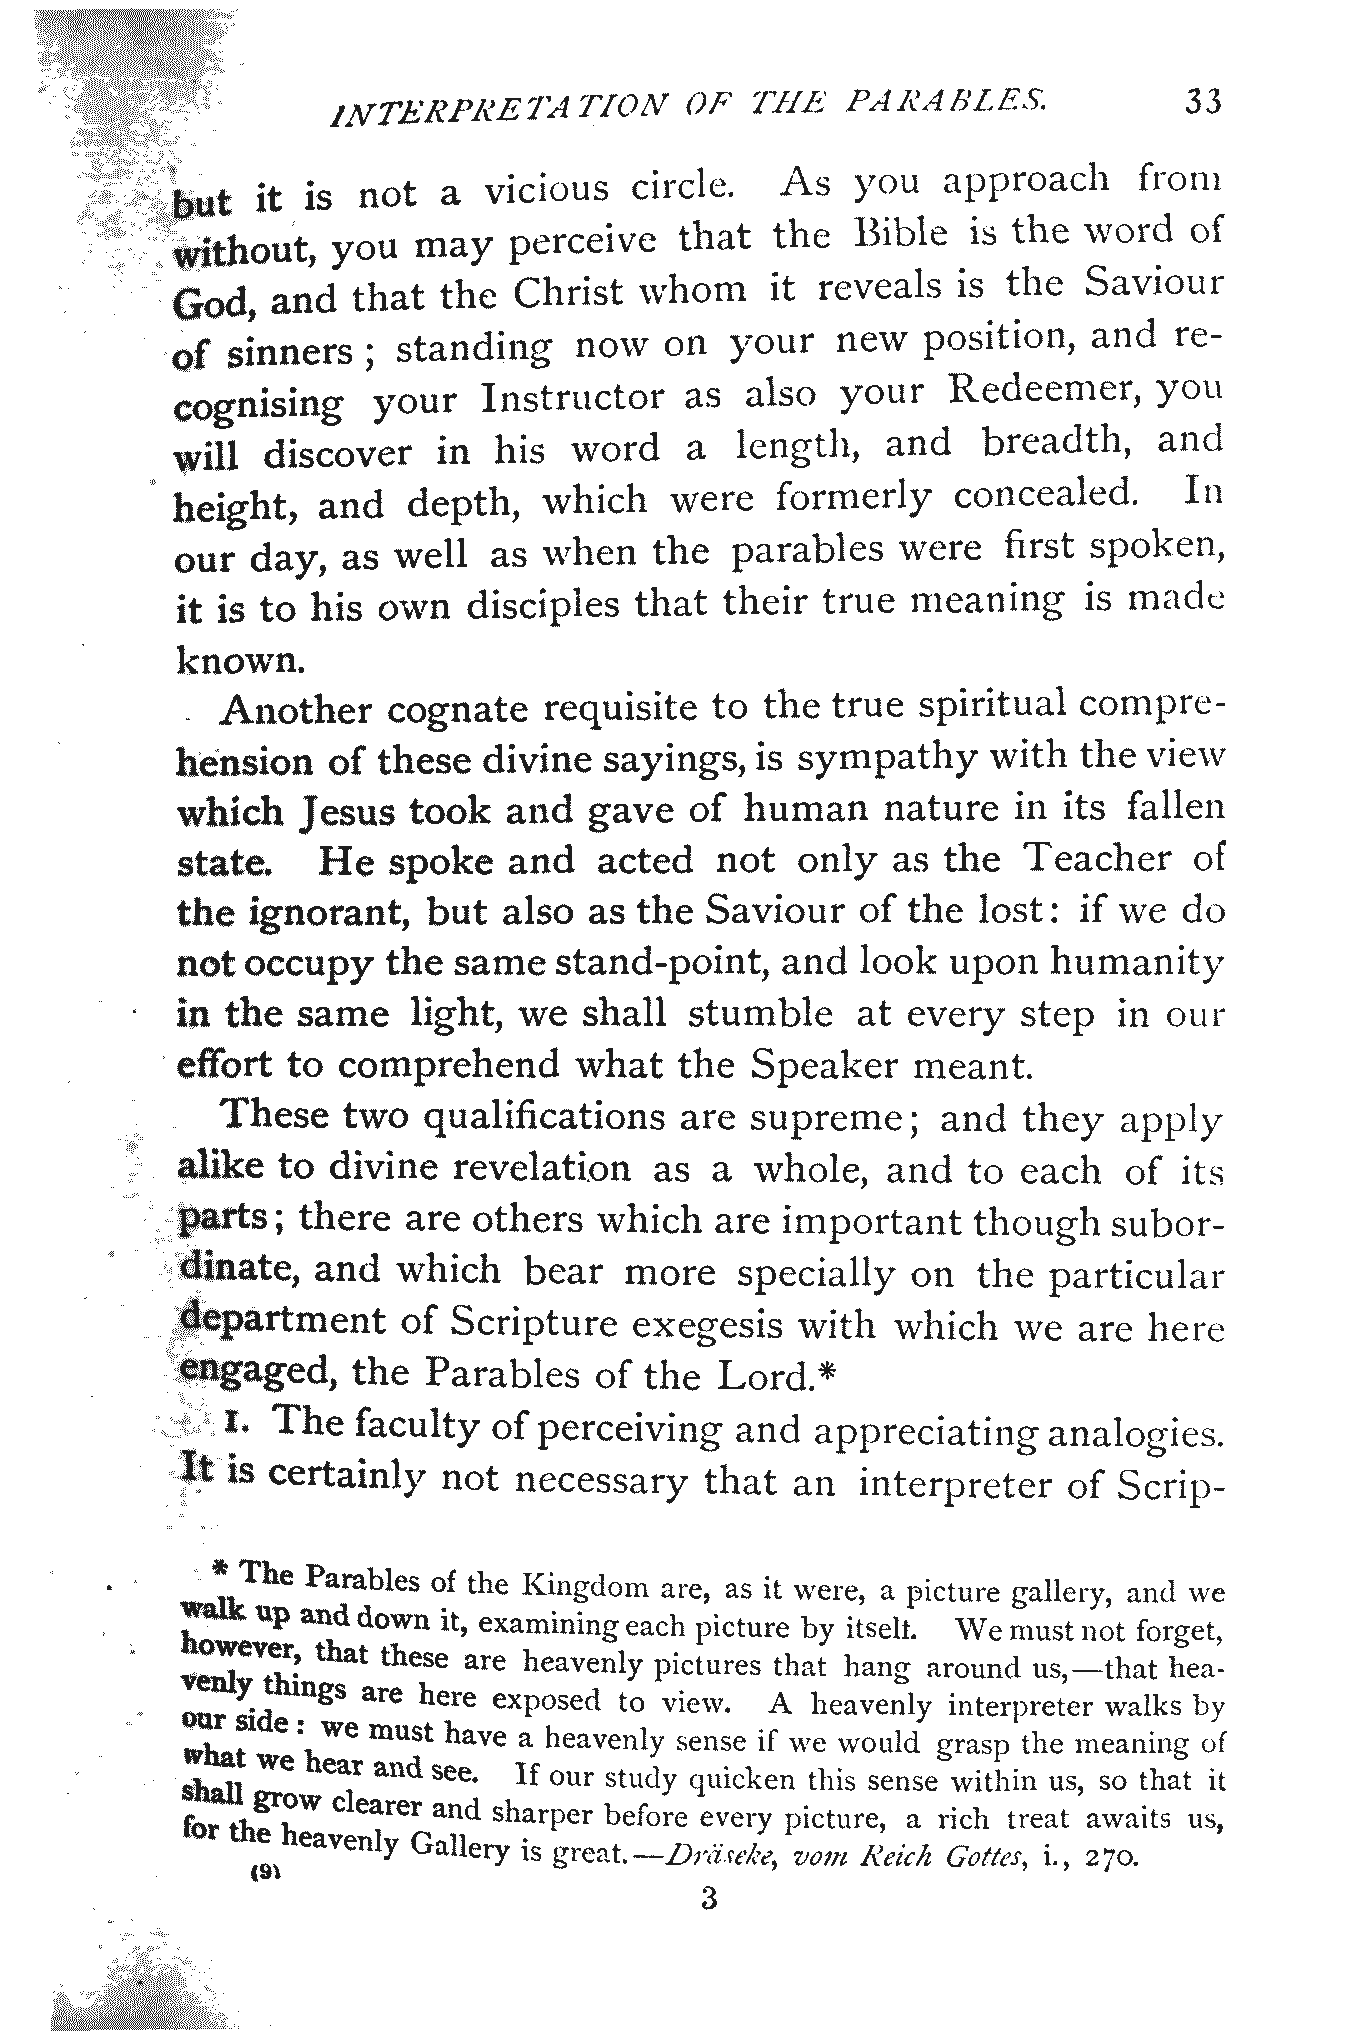 INTERPRETATION OF THE PARABLES. 33
but it is not a vicious circle. As you approach from
without, you may perceive that the Bible is the word of
God, and that the Christ whom it reveals is the Saviour
of sinners ; standing now on your new position, and re-
cognising your Instructor as also your Redeemer, you
will discover in his word a length, and breadth, and
height, and depth, which were formerly concealed. In
our day, as well as when the parables were first spoken,
it is to his own disciples that their true meaning is made
known.
Another cognate requisite to the true spiritual compre-
hension of these divine sayings, is sympathy with the view
which Jesus took and gave of human nature in its fallen
state. He spoke and acted not only as the Teacher of
the ignorant, but also as the Saviour of the lost: if we do
not occupy the same stand-point, and look upon humanity
in the same light, we shall stumble at every step in our
effort to comprehend what the Speaker meant.
These two qualifications are supreme; and they apply
alike to divine revelation as a whole, and to each of its
parts; there are others which are important though subor-
dinate, and which bear more specially on the particular
department of Scripture exegesis with which we are here
engaged, the Parables of the Lord.*
1. The faculty of perceiving and appreciating analogies.
It is certainly not necessary that an interpreter of Scrip-
* The Parables of the Kingdom are, as it were, a picture gallery, and we
walk up and down it, examining each picture by itself. We must not forget,
however, that these are heavenly pictures that hang around us,—that hea-
venly things are here exposed to view. A heavenly interpreter walks by
our side : we must have a heavenly sense if we would grasp the meaning of
what we hear and see. If our study quicken this sense within us, so that it
shall grow clearer and sharper before every picture, a rich treat awaits us,
for the heavenly Gallery is great.—Dräseke, vom Reich Gottes, i., 270.
(9)
3